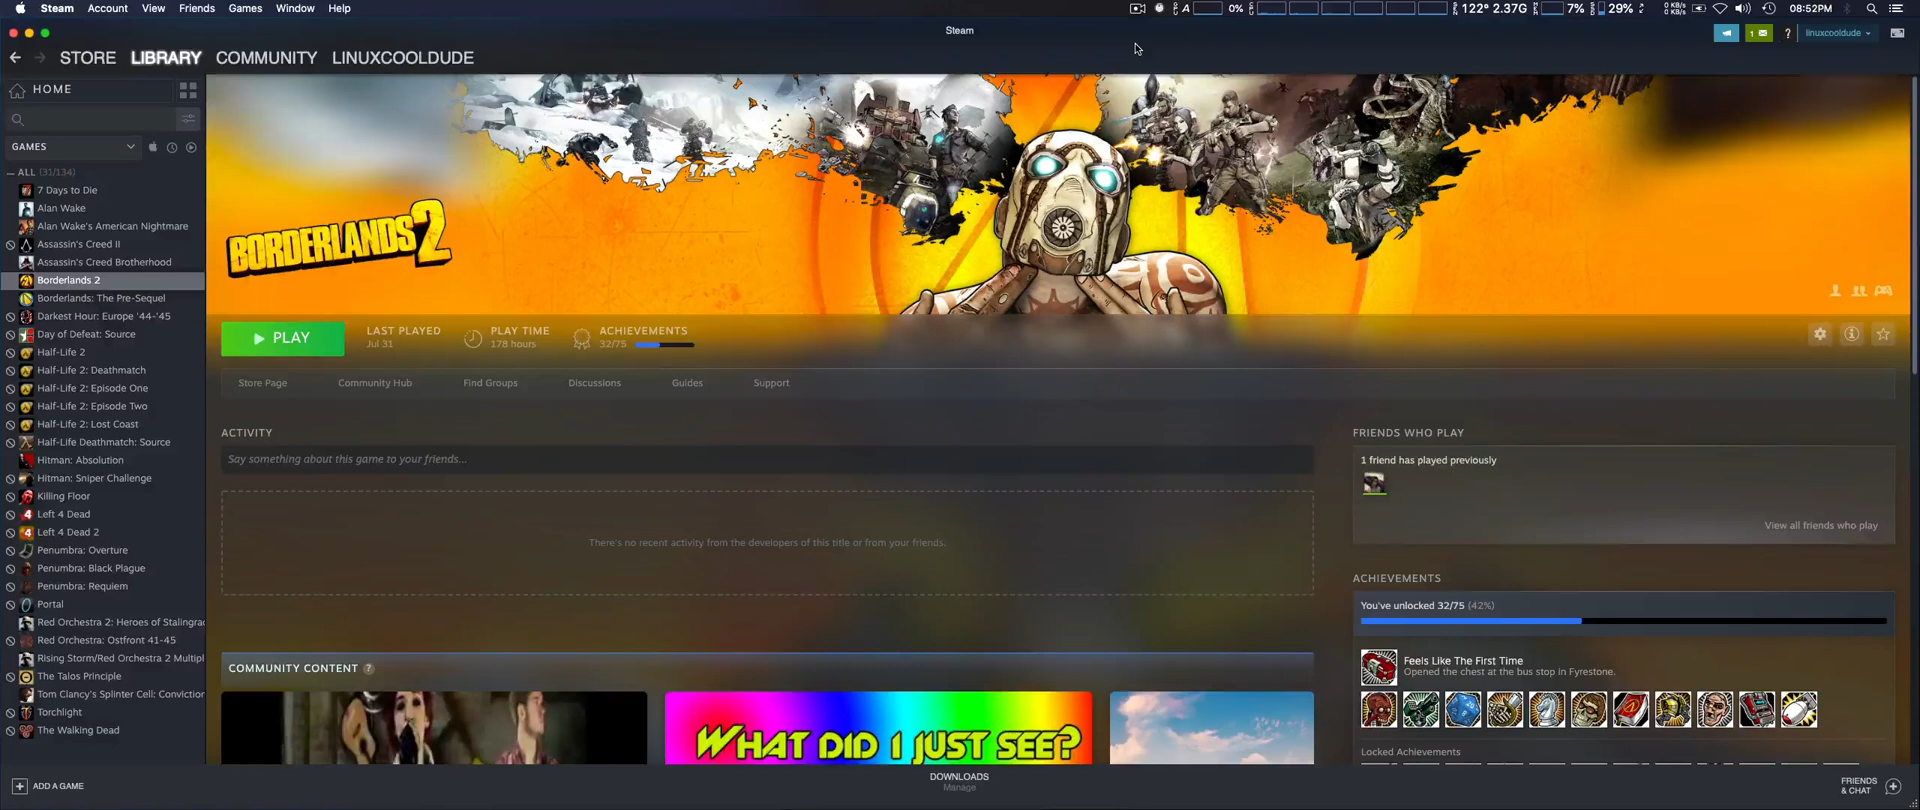 Steam Account View Friends Games Window Help
A 0% 122° 2.37G 7% 29% 0 KB/s 0 KB/s 08:52PM
Steam
1 ? linuxcooldude
STORE LIBRARY COMMUNITY LINUXCOOLDUDE
HOME
GAMES
ALL (31/134)
7 Days to Die
Alan Wake
Alan Wake's American Nightmare
Assassin's Creed II
Assassin's Creed Brotherhood
Borderlands 2
Borderlands: The Pre-Sequel
Darkest Hour: Europe '44-'45
Day of Defeat: Source
Half-Life 2
Half-Life 2: Deathmatch
Half-Life 2: Episode One
Half-Life 2: Episode Two
Half-Life 2: Lost Coast
Half-Life Deathmatch: Source
Hitman: Absolution
Hitman: Sniper Challenge
Killing Floor
Left 4 Dead
Left 4 Dead 2
Penumbra: Overture
Penumbra: Black Plague
Penumbra: Requiem
Portal
Red Orchestra 2: Heroes of Stalingrad
Red Orchestra: Ostfront 41-45
Rising Storm/Red Orchestra 2 Multipl
The Talos Principle
Tom Clancy's Splinter Cell: Conviction
Torchlight
The Walking Dead
ADD A GAME
BORDERLANDS 2
PLAY
LAST PLAYED
Jul 31
PLAY TIME
178 hours
ACHIEVEMENTS
32/75
Store Page Community Hub Find Groups Discussions Guides Support
ACTIVITY
Say something about this game to your friends...
There's no recent activity from the developers of this title or from your friends.
COMMUNITY CONTENT ?
WHAT DID I JUST SEE?
FRIENDS WHO PLAY
1 friend has played previously
View all friends who play
ACHIEVEMENTS
You've unlocked 32/75 (42%)
Feels Like The First Time
Opened the chest at the bus stop in Fyrestone.
Locked Achievements
DOWNLOADS
Manage
FRIENDS
& CHAT